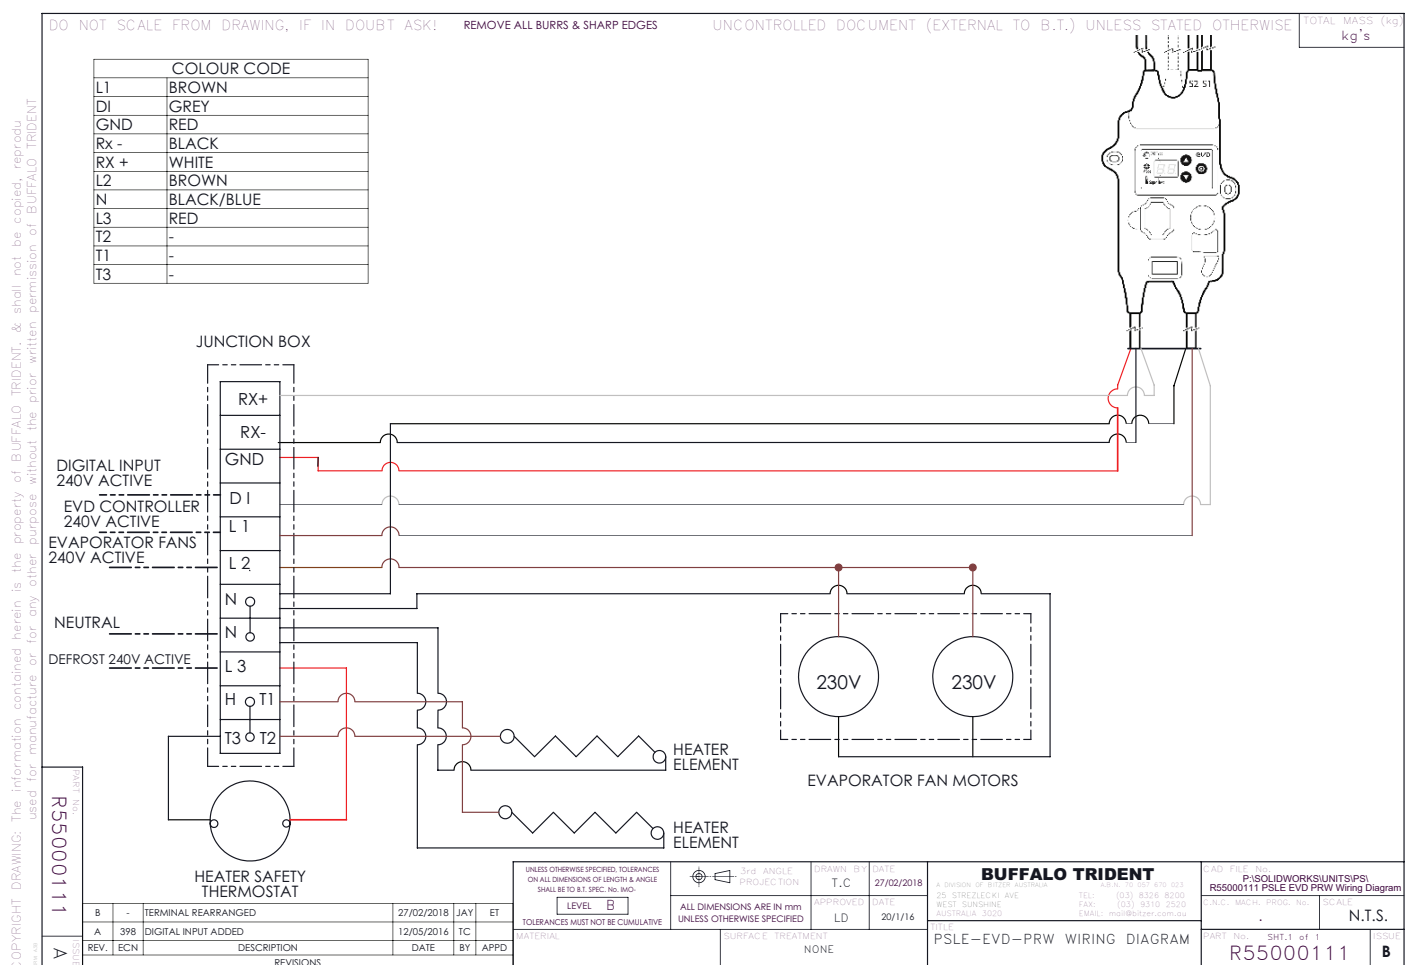 DO NOT SCALE FROM DRAWING, IF IN DOUBT ASK!
REMOVE ALL BURRS & SHARP EDGES
UNCONTROLLED DOCUMENT (EXTERNAL TO B.T.) UNLESS STATED OTHERWISE
TOTAL MASS (kg)
kg's
COLOUR CODE
L1 BROWN
DI GREY
GND RED
Rx - BLACK
RX + WHITE
L2 BROWN
N BLACK/BLUE
L3 RED
T2 -
T1 -
T3 -
S2 S1
evd
JUNCTION BOX
RX+
RX-
GND
DIGITAL INPUT
240V ACTIVE
D I
EVD CONTROLLER
240V ACTIVE
L 1
EVAPORATOR FANS
240V ACTIVE
L 2
N
NEUTRAL
N
DEFROST 240V ACTIVE
L 3
H T1
T3 T2
230V
230V
EVAPORATOR FAN MOTORS
HEATER
ELEMENT
HEATER
ELEMENT
HEATER SAFETY
THERMOSTAT
COPYRIGHT DRAWING: The information contained herein is the property of BUFFALO TRIDENT, & shall not be copied, reprodu
used for manufacture or for any other purpose without the prior written permission of BUFFALO TRIDENT
PART No.
R55000111
ISSUE
A
B - TERMINAL REARRANGED 27/02/2018 JAY ET
A 398 DIGITAL INPUT ADDED 12/05/2016 TC
REV. ECN DESCRIPTION DATE BY APPD
REVISIONS
UNLESS OTHERWISE SPECIFIED, TOLERANCES
ON ALL DIMENSIONS OF LENGTH & ANGLE
SHALL BE TO B.T. SPEC. No. IMO-
LEVEL B
TOLERANCES MUST NOT BE CUMULATIVE
3rd ANGLE
PROJECTION
ALL DIMENSIONS ARE IN mm
UNLESS OTHERWISE SPECIFIED
DRAWN BY
T.C
DATE
27/02/2018
APPROVED
LD
DATE
20/1/16
MATERIAL
SURFACE TREATMENT
NONE
BUFFALO TRIDENT
A DIVISION OF BITZER AUSTRALIA A.B.N. 70 057 670 023
25 STREZLECKI AVE TEL: (03) 8326 8200
WEST SUNSHINE FAX: (03) 9310 2520
AUSTRALIA 3020 EMAIL: mail@bitzer.com.au
TITLE
PSLE-EVD-PRW WIRING DIAGRAM
CAD FILE No.
P:\SOLIDWORKS\UNITS\PS\
R55000111 PSLE EVD PRW Wiring Diagram
C.N.C. MACH. PROG. No.
.
SCALE
N.T.S.
PART No. SHT.1 of 1
R55000111
ISSUE
B